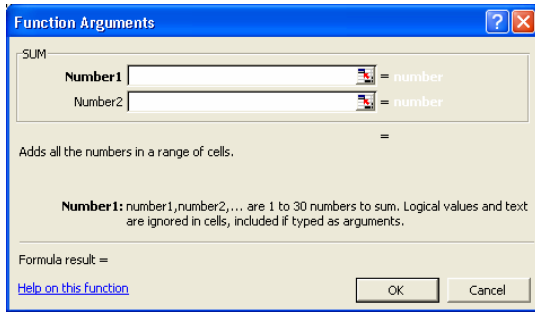 Function Arguments
SUM
Number1 = number
Number2 = number
=
Adds all the numbers in a range of cells.
Number1: number1,number2,... are 1 to 30 numbers to sum. Logical values and text
are ignored in cells, included if typed as arguments.
Formula result =
Help on this function OK Cancel